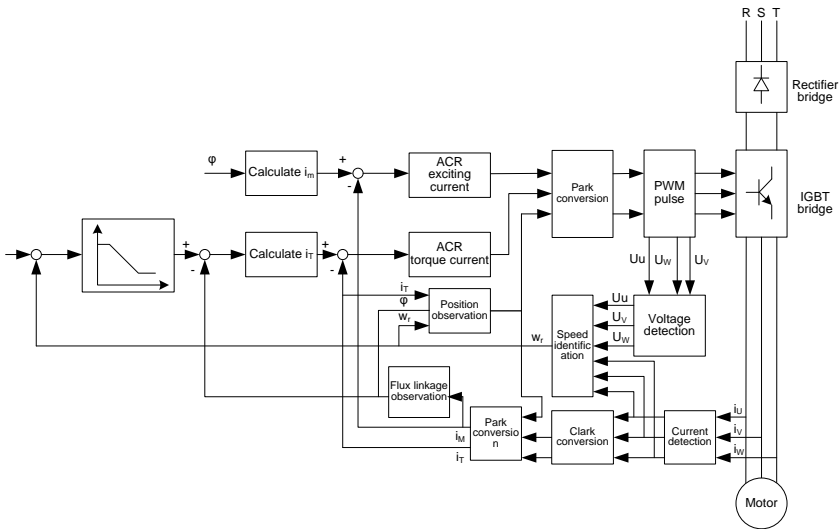 R S T
Rectifier
bridge
φ
Calculate im
+
-
ACR
exciting
current
Park
conversion
PWM
pulse
IGBT
bridge
+
-
Calculate iT
+
-
ACR
torque current
Uu UW UV
iT
φ
wr
Position
observation
wr
Speed
identific
ation
Uu
UV
UW
Voltage
detection
Flux linkage
observation
iM
iT
Park
conversio
n
Clark
conversion
Current
detection
iU
iV
iW
Motor